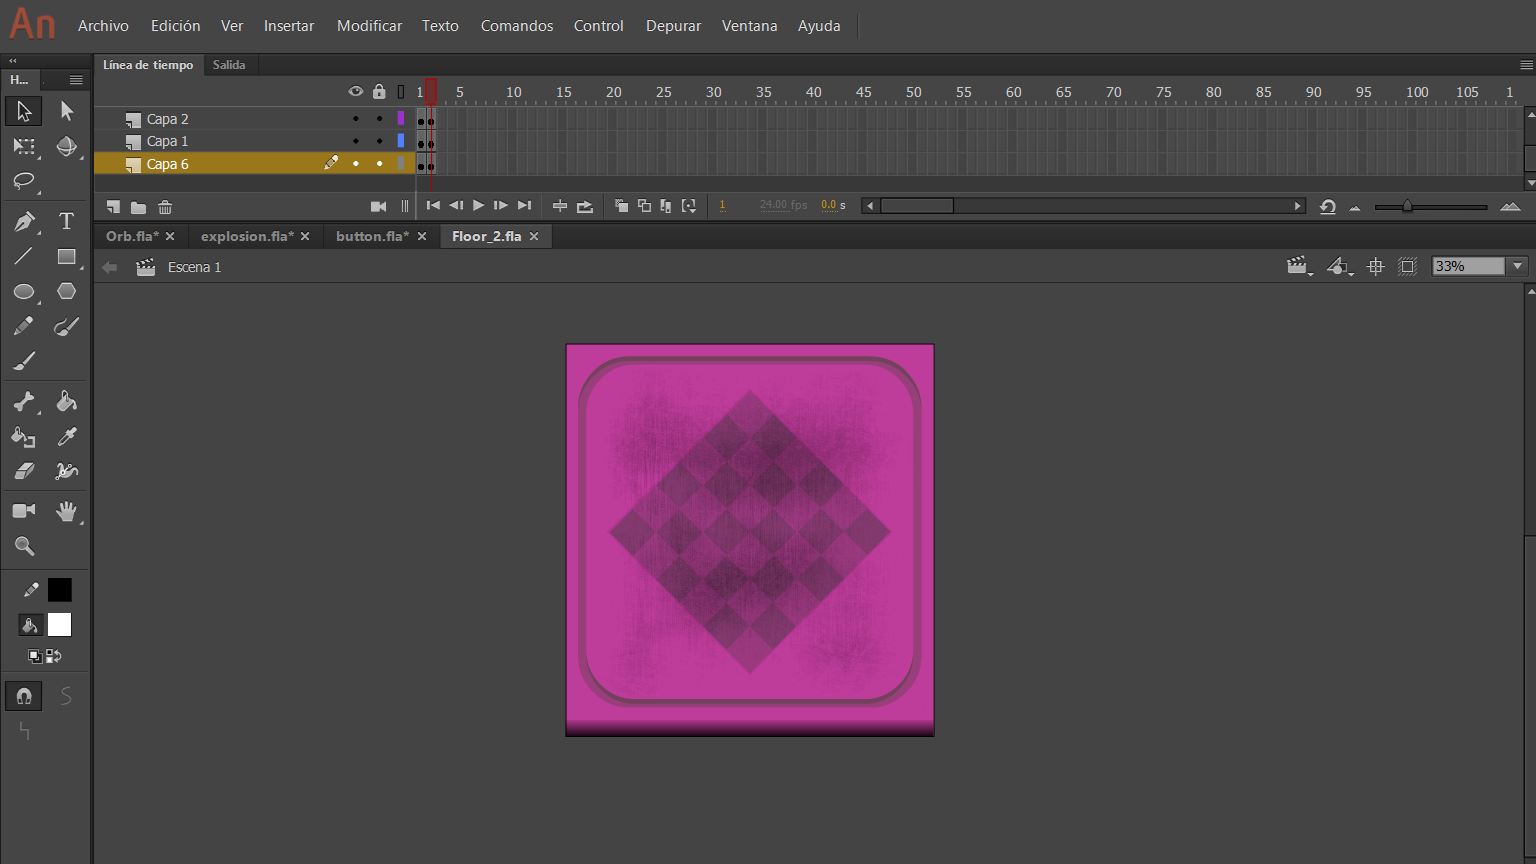 An Archivo Edición Ver Insertar Modificar Texto Comandos Control Depurar Ventana Ayuda
H... Línea de tiempo Salida
1 5 10 15 20 25 30 35 40 45 50 55 60 65 70 75 80 85 90 95 100 105 1
Capa 2
Capa 1
Capa 6
1 24.00 fps 0.0 s
Orb.fla* explosion.fla* button.fla* Floor_2.fla
Escena 1 33%